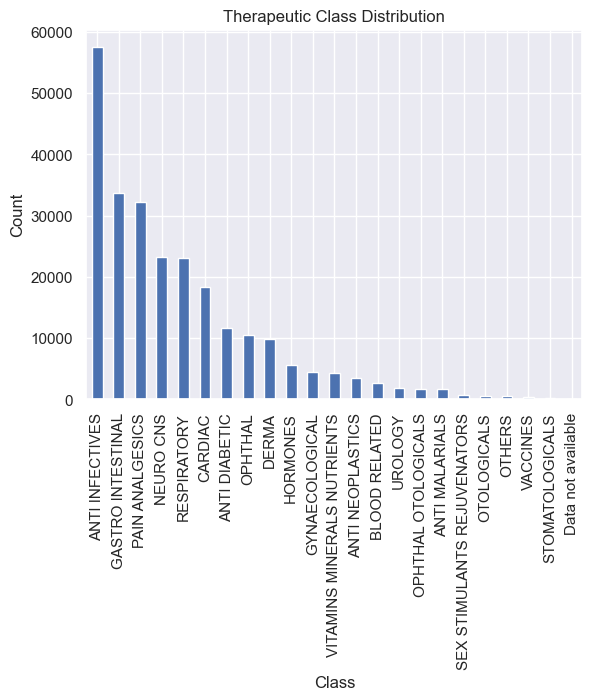 Therapeutic Class Distribution
60000
50000
40000
30000
20000
10000
0
Count
ANTI INFECTIVES
GASTRO INTESTINAL
PAIN ANALGESICS
NEURO CNS
RESPIRATORY
CARDIAC
ANTI DIABETIC
OPHTHAL
DERMA
HORMONES
GYNAECOLOGICAL
VITAMINS MINERALS NUTRIENTS
ANTI NEOPLASTICS
BLOOD RELATED
UROLOGY
OPHTHAL OTOLOGICALS
ANTI MALARIALS
SEX STIMULANTS REJUVENATORS
OTOLOGICALS
OTHERS
VACCINES
STOMATOLOGICALS
Data not available
Class